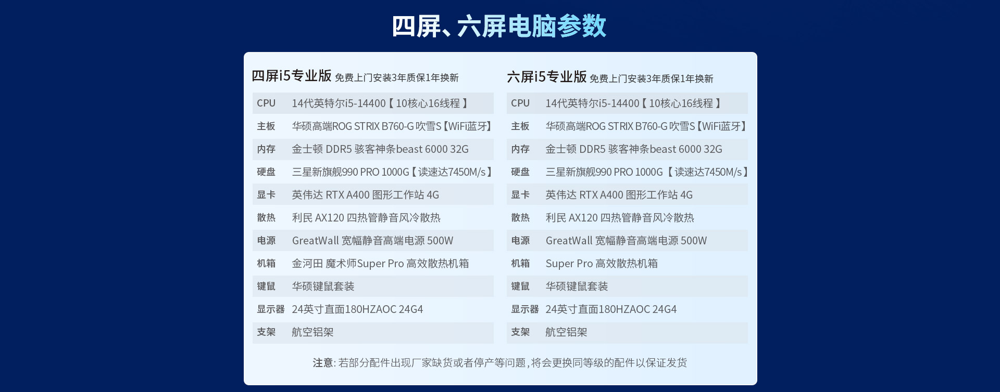 四屏、六屏电脑参数
四屏i5专业版 免费上门安装3年质保1年换新
CPU 14代英特尔i5-14400【 10核心16线程 】
主板 华硕高端ROG STRIX B760-G 吹雪S【WiFi蓝牙】
内存 金士顿 DDR5 骇客神条beast 6000 32G
硬盘 三星新旗舰990 PRO 1000G【 读速达7450M/s 】
显卡 英伟达 RTX A400 图形工作站 4G
散热 利民 AX120 四热管静音风冷散热
电源 GreatWall 宽幅静音高端电源 500W
机箱 金河田 魔术师Super Pro 高效散热机箱
键鼠 华硕键鼠套装
显示器 24英寸直面180HZAOC 24G4
支架 航空铝架
六屏i5专业版 免费上门安装3年质保1年换新
CPU 14代英特尔i5-14400【 10核心16线程 】
主板 华硕高端ROG STRIX B760-G 吹雪S【WiFi蓝牙】
内存 金士顿 DDR5 骇客神条beast 6000 32G
硬盘 三星新旗舰990 PRO 1000G 【 读速达7450M/s 】
显卡 英伟达 RTX A400 图形工作站 4G
散热 利民 AX120 四热管静音风冷散热
电源 GreatWall 宽幅静音高端电源 500W
机箱 Super Pro 高效散热机箱
键鼠 华硕键鼠套装
显示器 24英寸直面180HZAOC 24G4
支架 航空铝架
注意: 若部分配件出现厂家缺货或者停产等问题,将会更换同等级的配件以保证发货